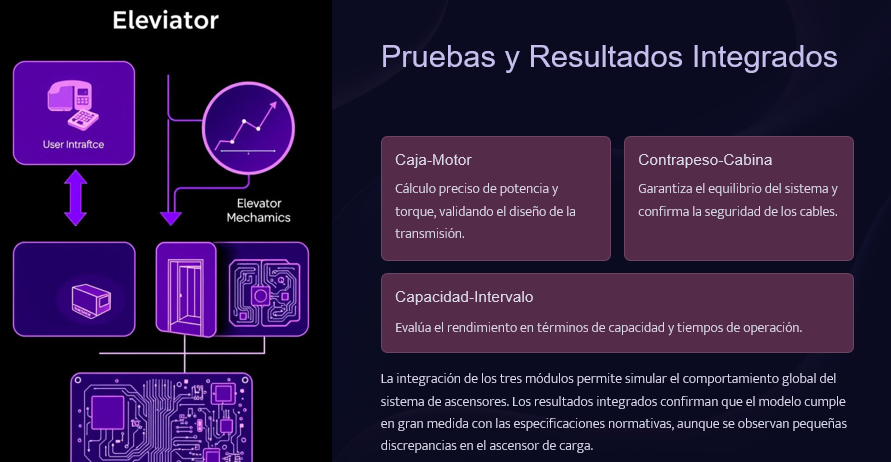 Eleviator
User Intraftce
Elevator
Mechamics
Pruebas y Resultados Integrados
Caja-Motor
Cálculo preciso de potencia y
torque, validando el diseño de la
transmisión.
Contrapeso-Cabina
Garantiza el equilibrio del sistema y
confirma la seguridad de los cables.
Capacidad-Intervalo
Evalúa el rendimiento en términos de capacidad y tiempos de operación.
La integración de los tres módulos permite simular el comportamiento global del
sistema de ascensores. Los resultados integrados confirman que el modelo cumple
en gran medida con las especificaciones normativas, aunque se observan pequeñas
discrepancias en el ascensor de carga.